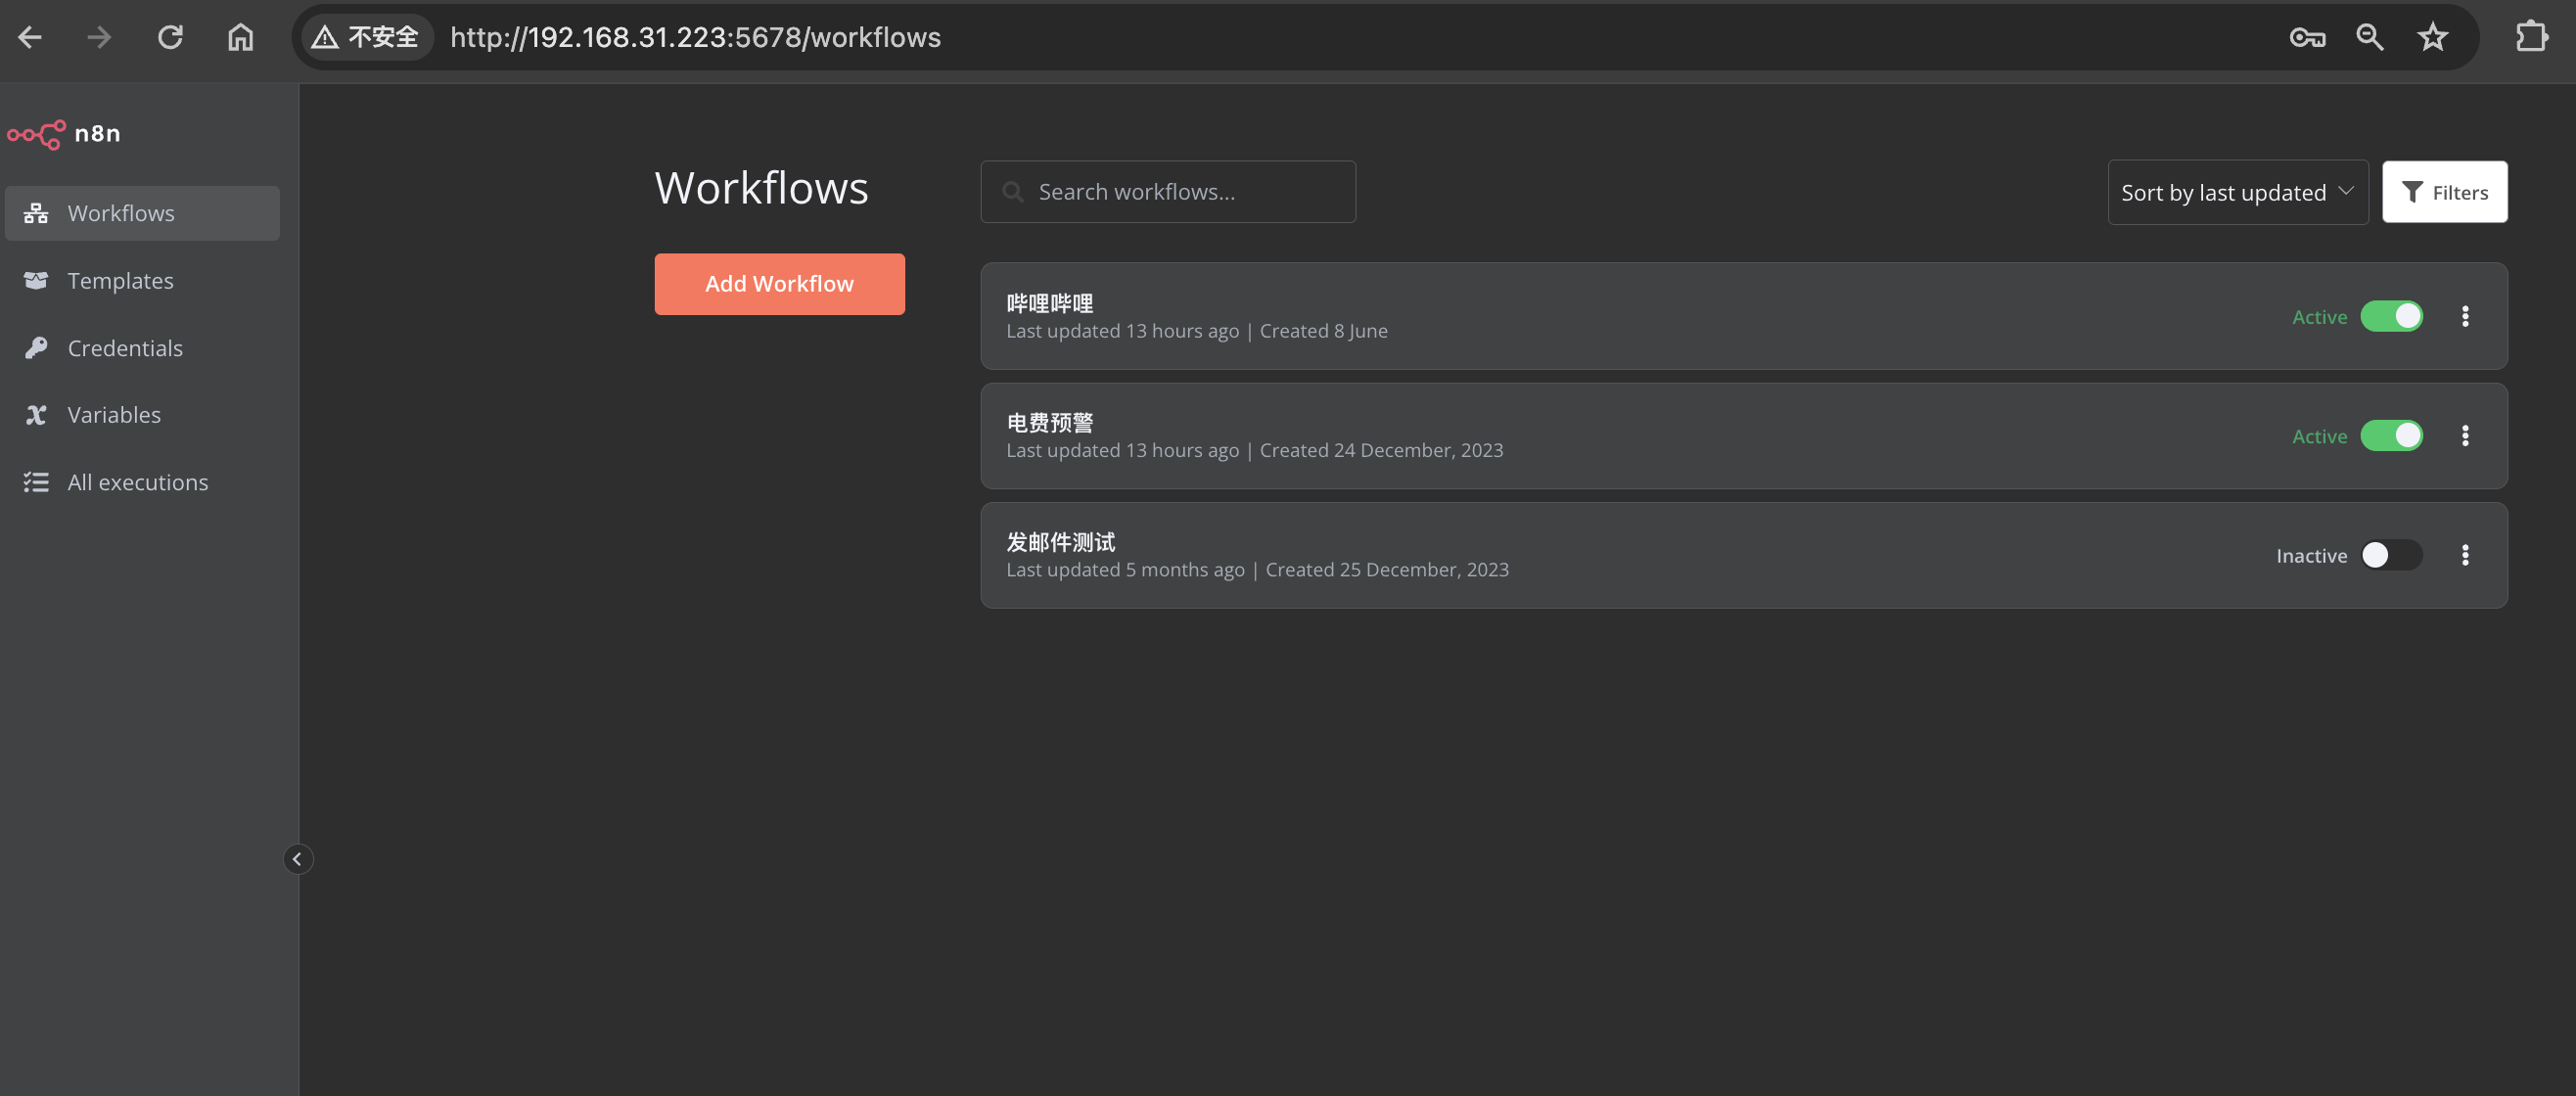 不安全 http://192.168.31.223:5678/workflows
n8n
Workflows
Templates
Credentials
Variables
All executions
Workflows
Add Workflow
Search workflows...
Sort by last updated
Filters
哔哩哔哩
Last updated 13 hours ago | Created 8 June
Active
电费预警
Last updated 13 hours ago | Created 24 December, 2023
Active
发邮件测试
Last updated 5 months ago | Created 25 December, 2023
Inactive